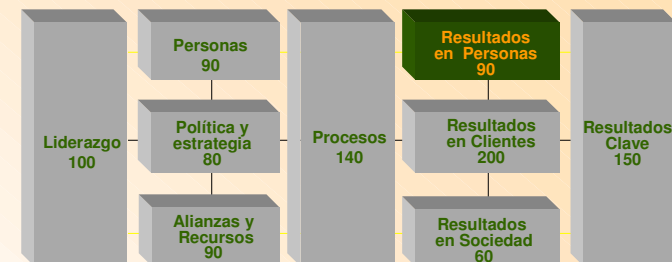 Liderazgo
100
Personas
90
Política y
estrategia
80
Alianzas y
Recursos
90
Procesos
140
Resultados
en Personas
90
Resultados
en Clientes
200
Resultados
en Sociedad
60
Resultados
Clave
150